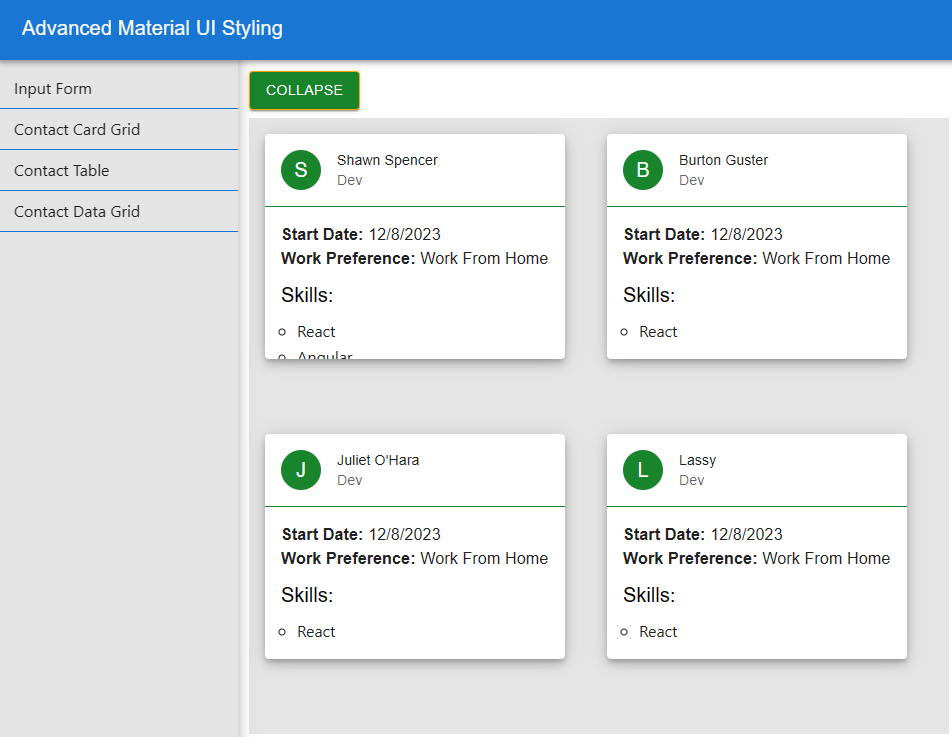 Advanced Material UI Styling
Input Form
Contact Card Grid
Contact Table
Contact Data Grid
COLLAPSE
S
Shawn Spencer
Dev
Start Date: 12/8/2023
Work Preference: Work From Home
Skills:
React
Angular
B
Burton Guster
Dev
Start Date: 12/8/2023
Work Preference: Work From Home
Skills:
React
J
Juliet O'Hara
Dev
Start Date: 12/8/2023
Work Preference: Work From Home
Skills:
React
L
Lassy
Dev
Start Date: 12/8/2023
Work Preference: Work From Home
Skills:
React